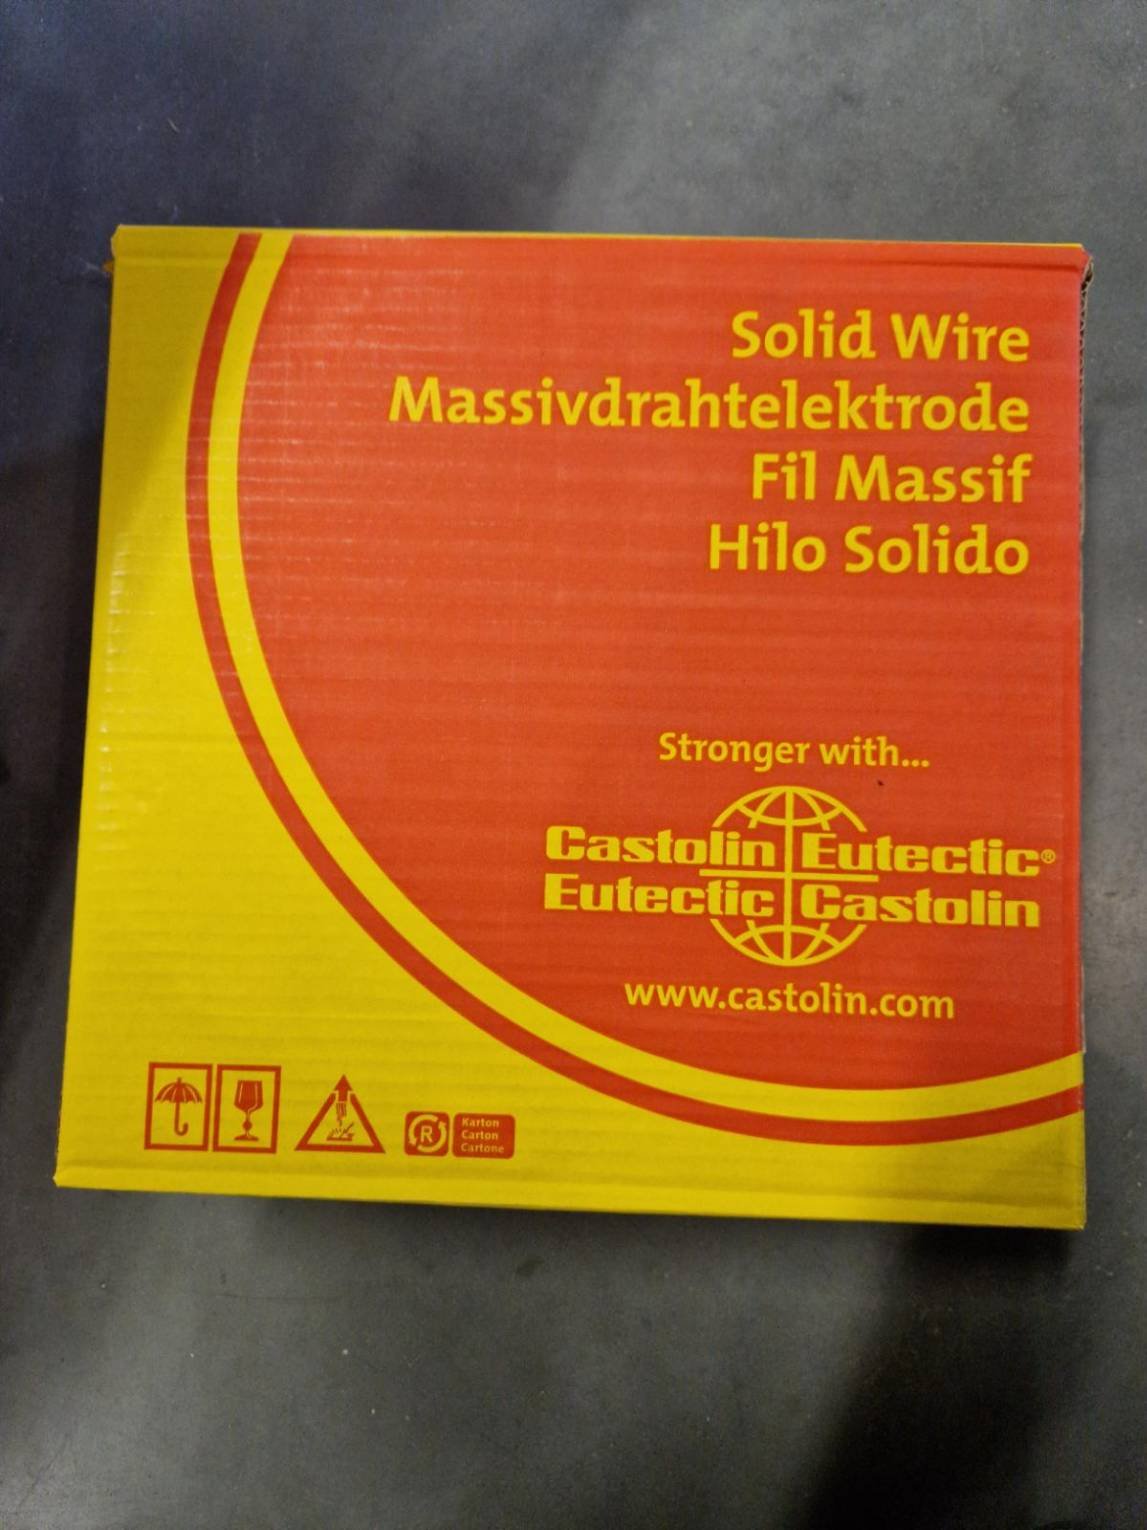 Solid Wire
Massivdrahtelektrode
Fil Massif
Hilo Solido
Stronger with...
Castolin Eutectic®
Eutectic Castolin
www.castolin.com
R
Karton
Carton
Cartone